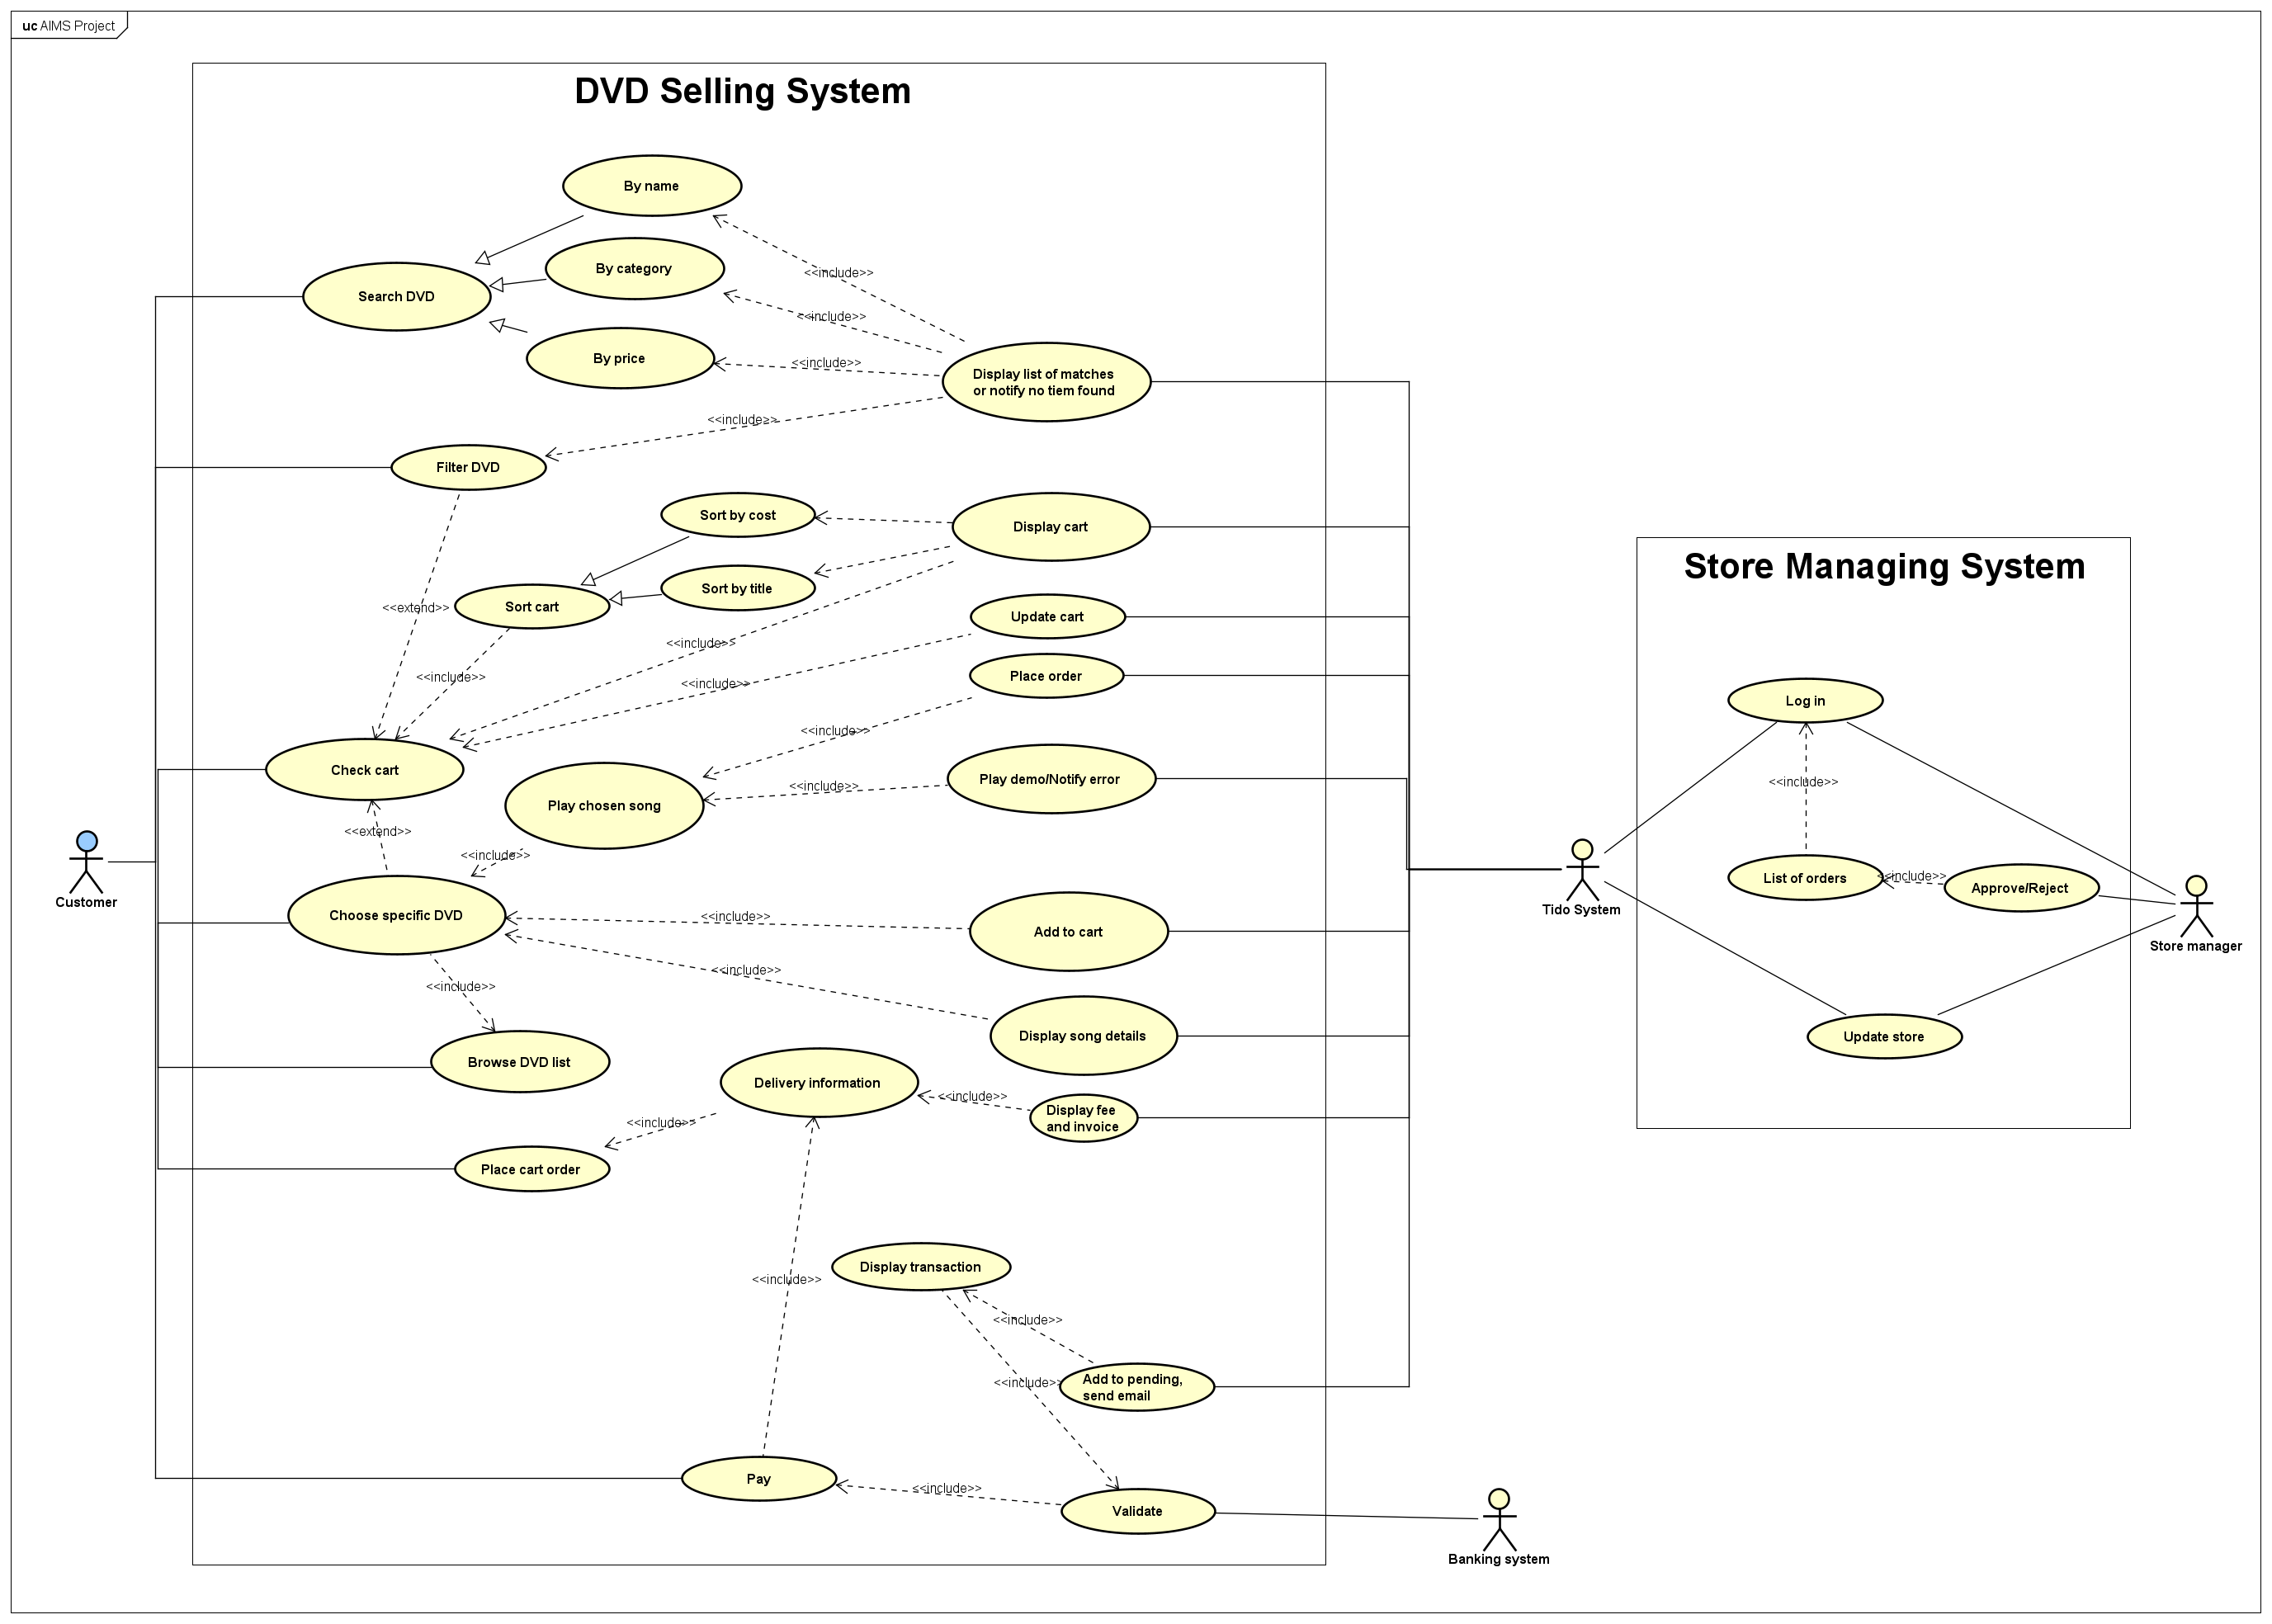 uc AIMS Project
DVD Selling System
By name
<<include>>
By category
Search DVD
<<include>>
By price
<<include>>
Display list of matches
or notify no tiem found
<<include>>
Filter DVD
Sort by cost
Display cart
Store Managing System
Sort by title
<<extend>>
Sort cart
Update cart
<<include>>
<<include>>
Place order
<<include>>
Log in
<<include>>
Check cart
Play demo/Notify error
<<include>>
<<include>>
Play chosen song
<<extend>>
<<include>>
Customer
List of orders
<<include>>
Approve/Reject
Tido System
Choose specific DVD
<<include>>
Add to cart
Store manager
<<include>>
<<include>>
Display song details
Update store
Browse DVD list
Delivery information
<<include>>
Display fee
and invoice
<<include>>
Place cart order
Display transaction
<<include>>
<<include>>
<<include>>
Add to pending,
send email
Pay
<<include>>
Validate
Banking system